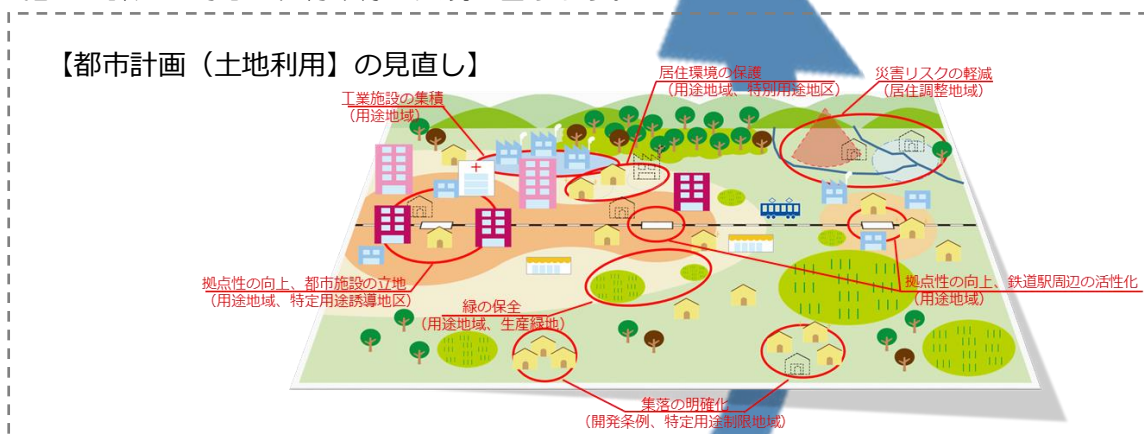 【都市計画（土地利用】の見直し】
居住環境の保護
（用途地域、特別用途地区）
災害リスクの軽減
（居住調整地域）
工業施設の集積
（用途地域）
拠点性の向上、都市施設の立地
（用途地域、特定用途誘導地区）
緑の保全
（用途地域、生産緑地）
拠点性の向上、鉄道駅周辺の活性化
（用途地域）
集落の明確化
（開発条例、特定用途制限地域）